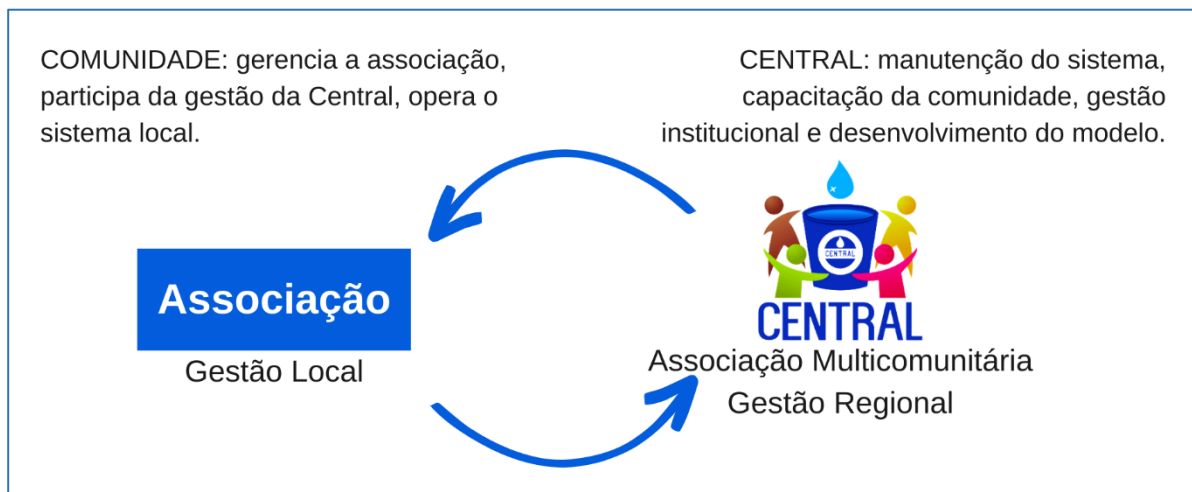 COMUNIDADE: gerencia a associação,
participa da gestão da Central, opera o
sistema local.
CENTRAL: manutenção do sistema,
capacitação da comunidade, gestão
institucional e desenvolvimento do modelo.
Associação
Gestão Local
CENTRAL
CENTRAL
Associação Multicomunitária
Gestão Regional